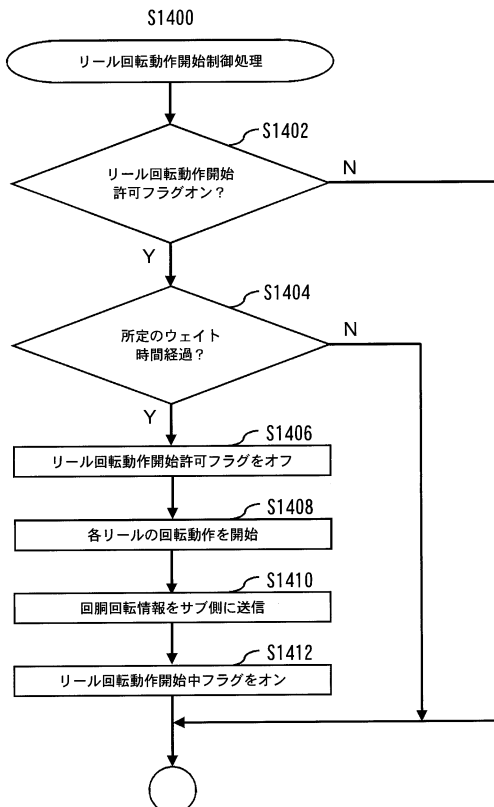 S1400
リール回転動作開始制御処理
S1402
リール回転動作開始
許可フラグオン？
N
Y
S1404
所定のウェイト
時間経過？
N
Y
S1406
リール回転動作開始許可フラグをオフ
S1408
各リールの回転動作を開始
S1410
回胴回転情報をサブ側に送信
S1412
リール回転動作開始中フラグをオン